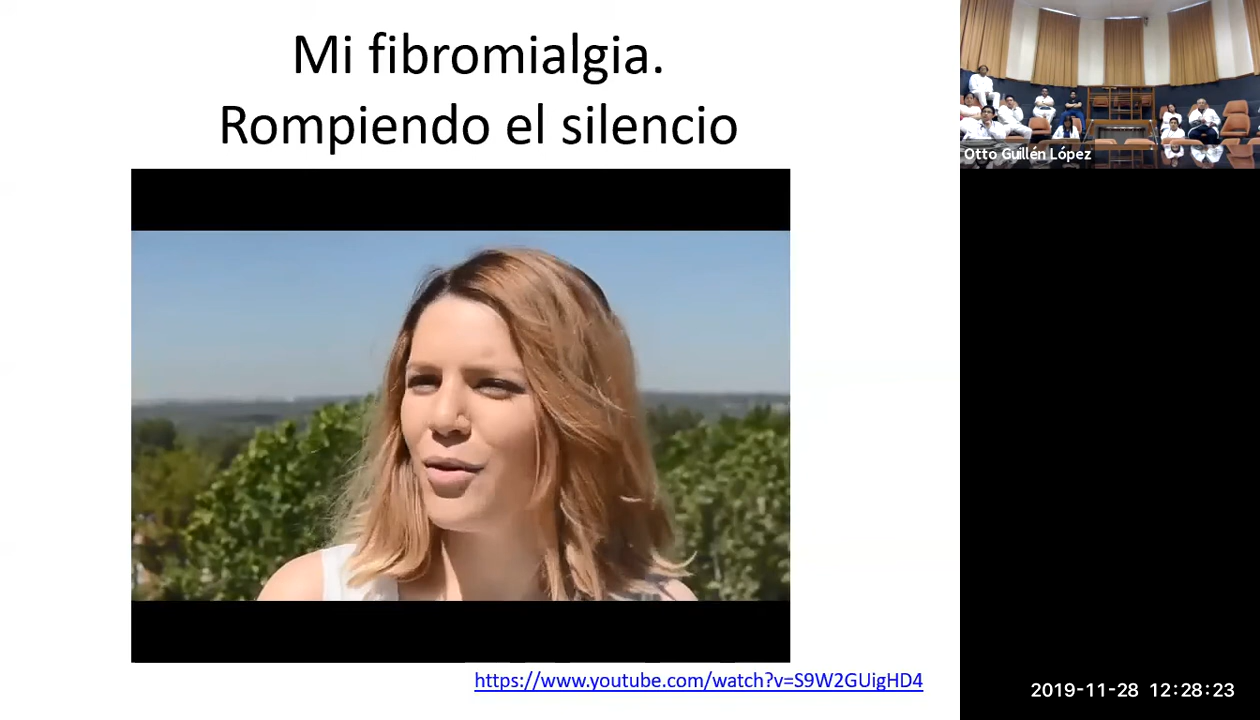 Mi fibromialgia.
Rompiendo el silencio
Otto Guillén López
https://www.youtube.com/watch?v=S9W2GUigHD4
2019-11-28 12:28:23